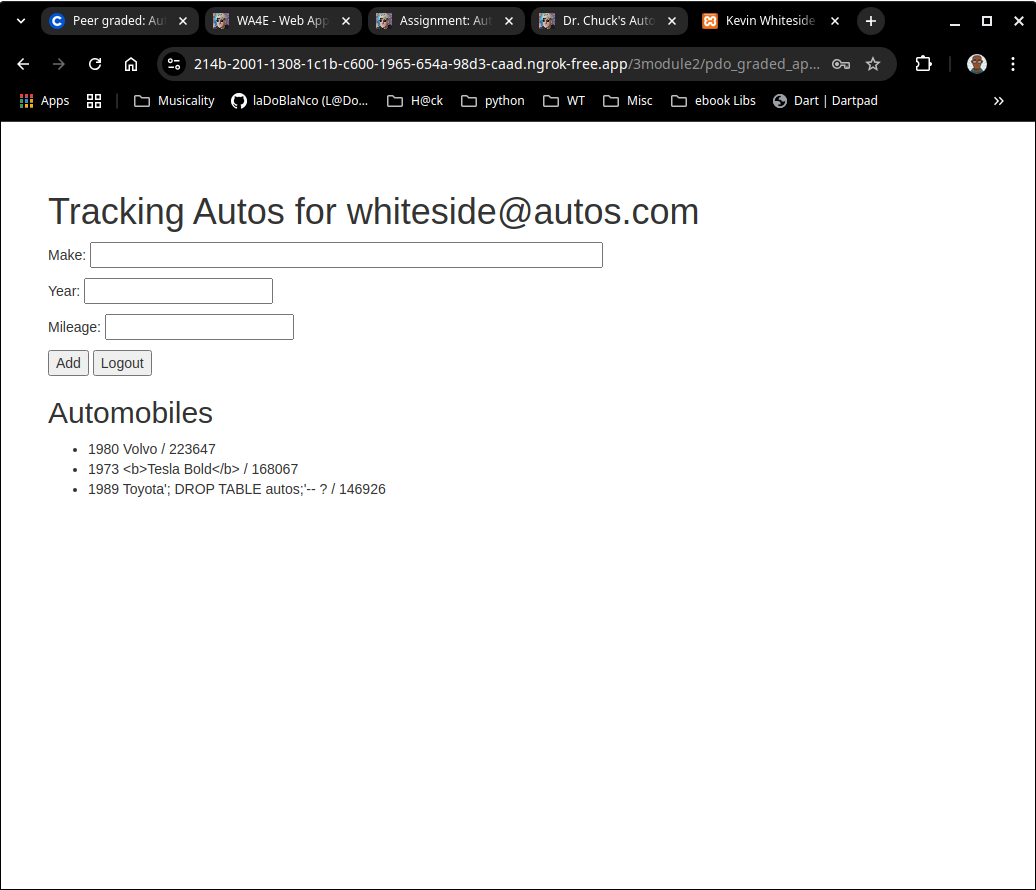 Peer graded: Au
WA4E - Web App
Assignment: Aut
Dr. Chuck's Auto
Kevin Whiteside
214b-2001-1308-1c1b-c600-1965-654a-98d3-caad.ngrok-free.app/3module2/pdo_graded_ap...
Apps Musicality laDoBlaNco (L@Do... H@ck python WT Misc ebook Libs Dart | Dartpad »
Tracking Autos for whiteside@autos.com
Make:
Year:
Mileage:
Add Logout
Automobiles
• 1980 Volvo / 223647
• 1973 <b>Tesla Bold</b> / 168067
• 1989 Toyota'; DROP TABLE autos;'-- ? / 146926